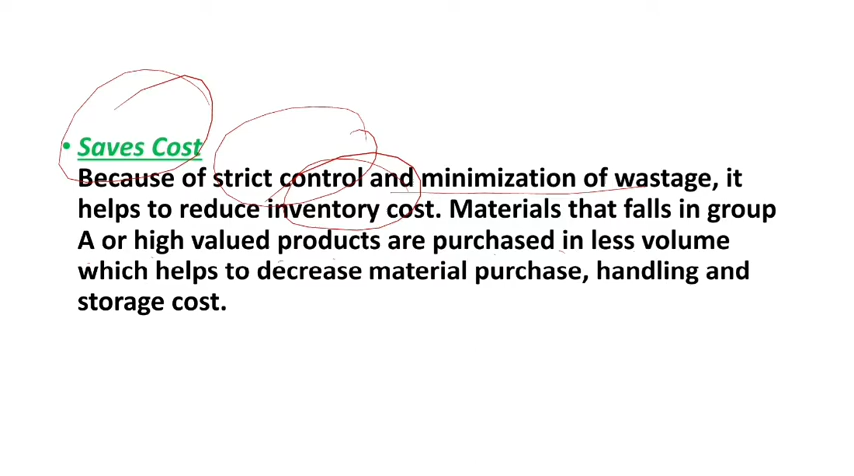 • Saves Cost
Because of strict control and minimization of wastage, it
helps to reduce inventory cost. Materials that falls in group
A or high valued products are purchased in less volume
which helps to decrease material purchase, handling and
storage cost.